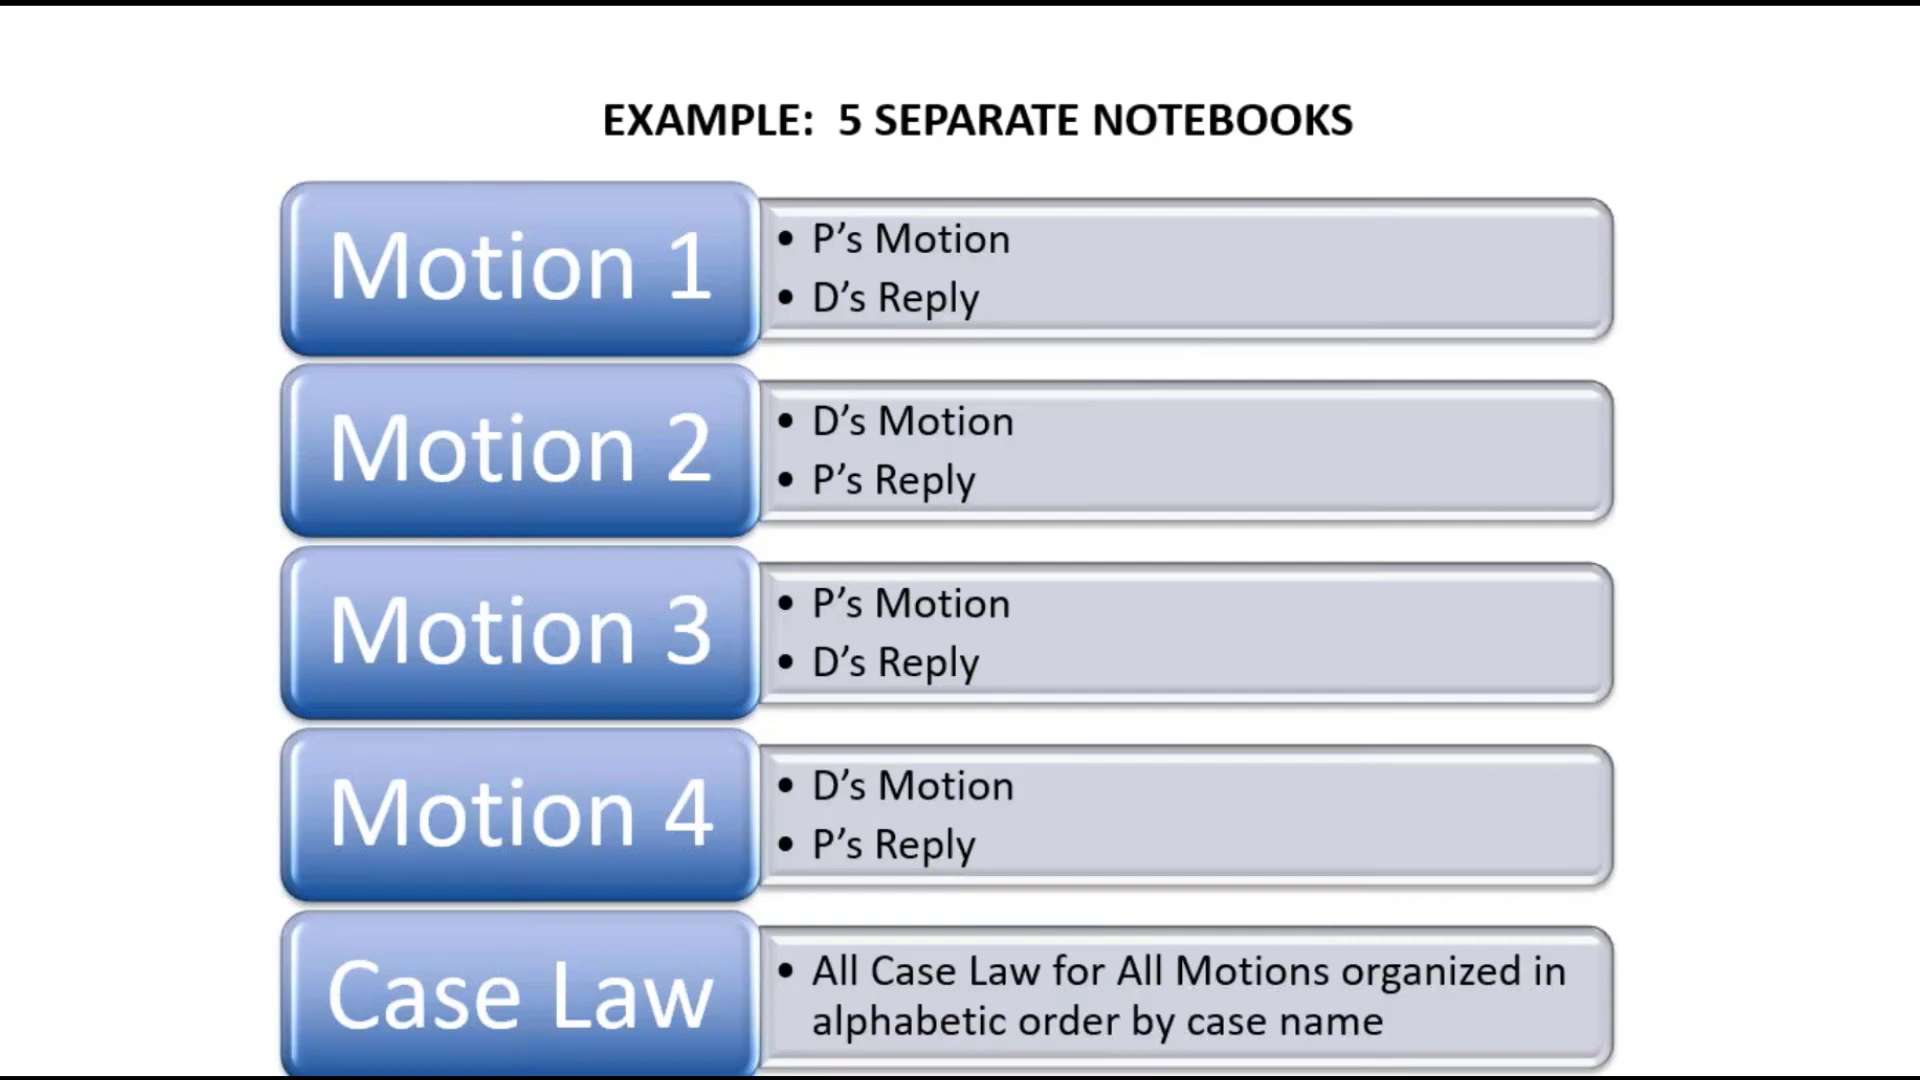 EXAMPLE:  5 SEPARATE NOTEBOOKS
Motion 1
• P’s Motion
• D’s Reply
Motion 2
• D’s Motion
• P’s Reply
Motion 3
• P’s Motion
• D’s Reply
Motion 4
• D’s Motion
• P’s Reply
Case Law
• All Case Law for All Motions organized in
alphabetic order by case name